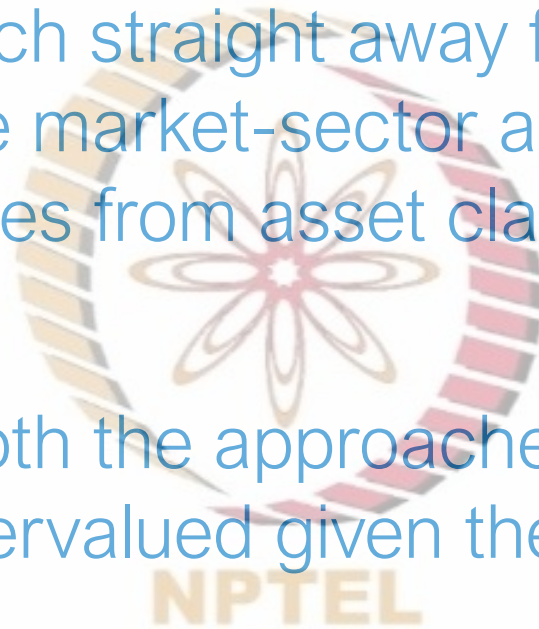 ch straight away f
e market-sector a
es from asset cla
oth the approache
ervalued given the
NPTEL